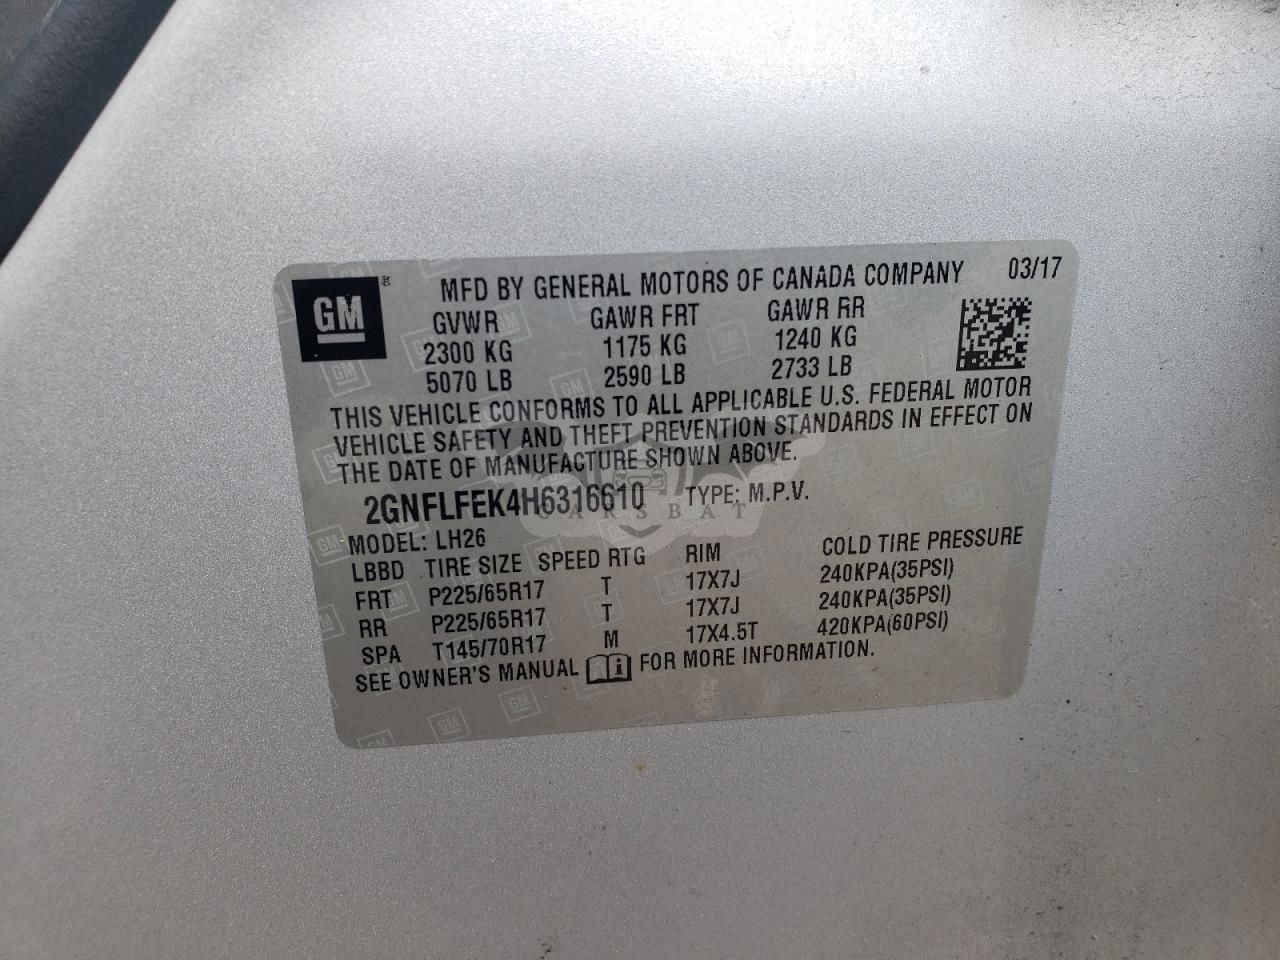 GM ® MFD BY GENERAL MOTORS OF CANADA COMPANY 03/17
GVWR GAWR FRT GAWR RR
2300 KG 1175 KG 1240 KG
5070 LB 2590 LB 2733 LB
THIS VEHICLE CONFORMS TO ALL APPLICABLE U.S. FEDERAL MOTOR
VEHICLE SAFETY AND THEFT PREVENTION STANDARDS IN EFFECT ON
THE DATE OF MANUFACTURE SHOWN ABOVE.
2GNFLFEK4H6316610 TYPE: M.P.V.
CARSBAT
MODEL: LH26
LBBD TIRE SIZE SPEED RTG RIM COLD TIRE PRESSURE
FRT P225/65R17 T 17X7J 240KPA(35PSI)
RR P225/65R17 T 17X7J 240KPA(35PSI)
SPA T145/70R17 M 17X4.5T 420KPA(60PSI)
SEE OWNER'S MANUAL i FOR MORE INFORMATION.